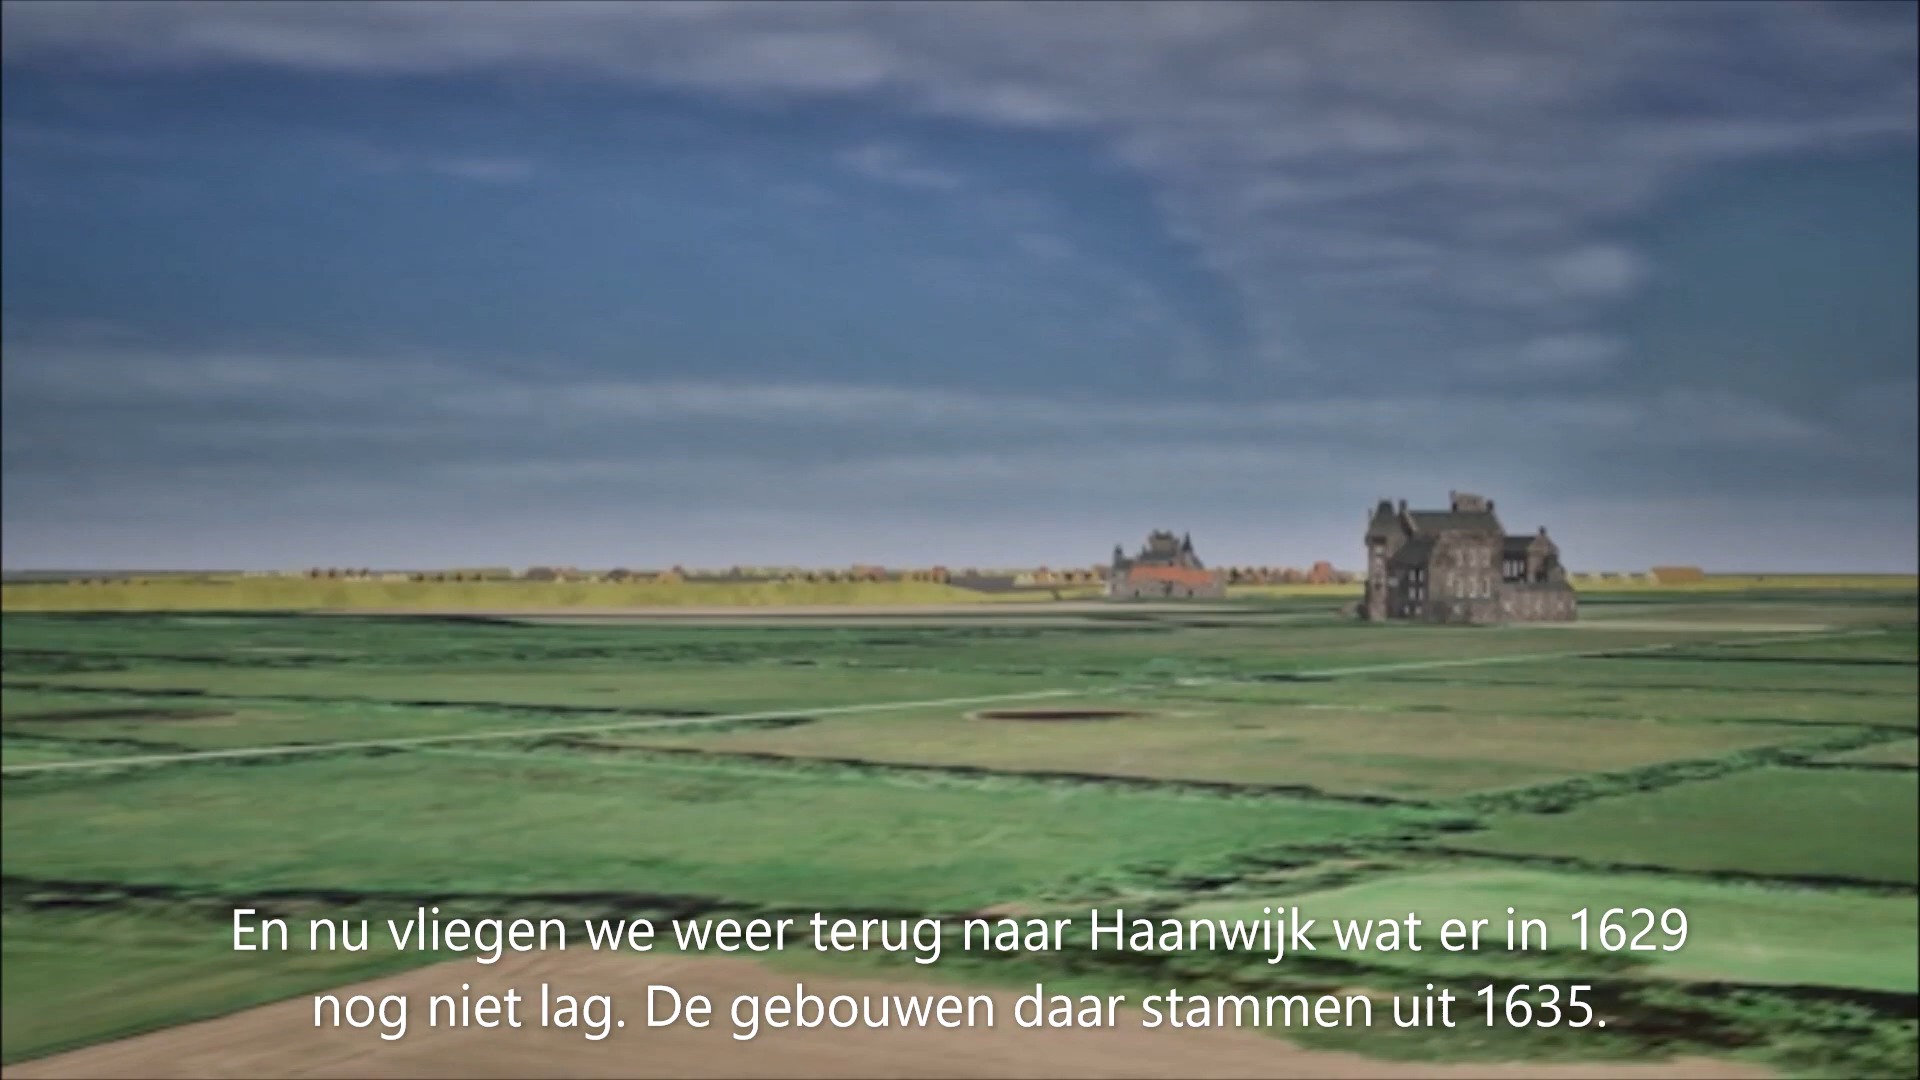 En nu vliegen we weer terug naar Haanwijk wat er in 1629
nog niet lag. De gebouwen daar stammen uit 1635.